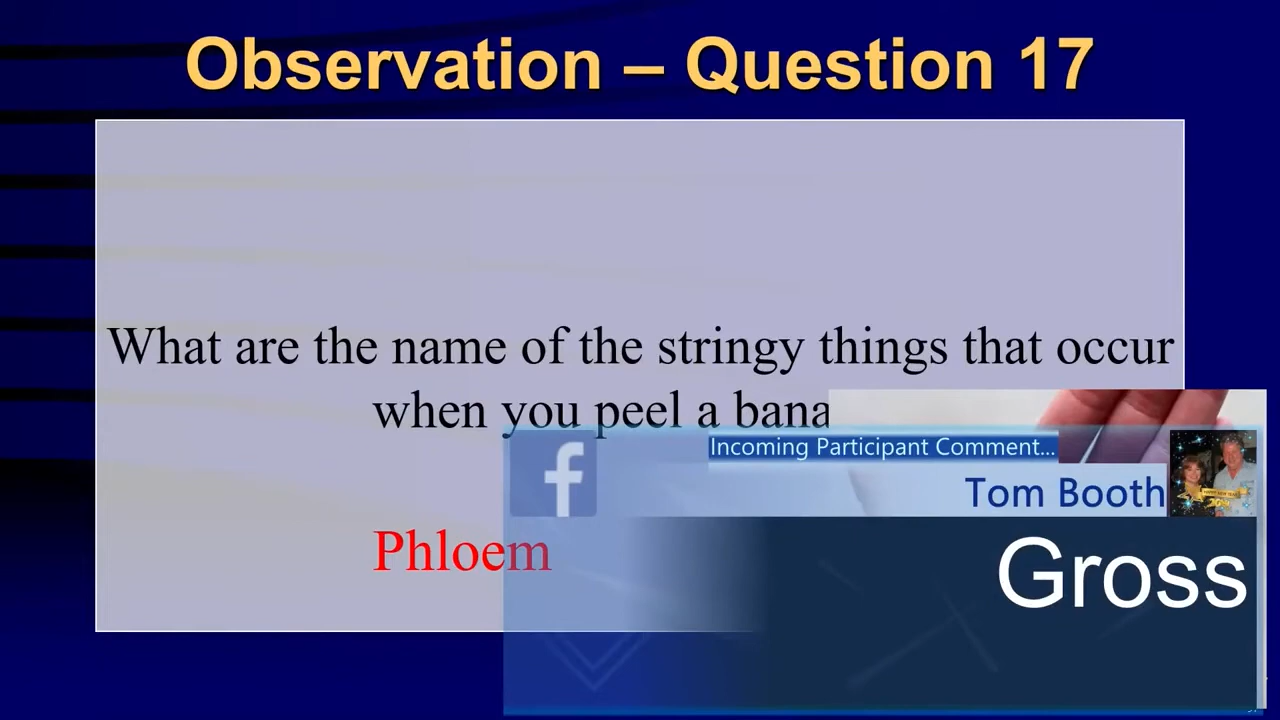 Observation – Question 17
What are the name of the stringy things that occur
when you peel a bana
Incoming Participant Comment...
Tom Booth
Phloem
Gross